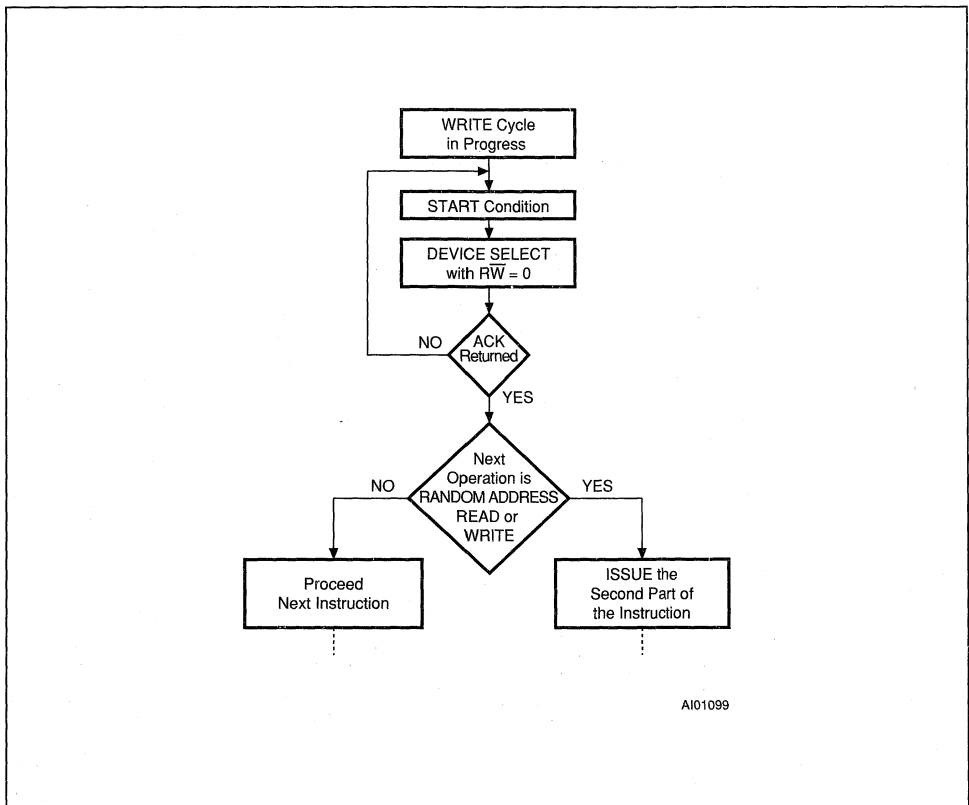 WRITE Cycle
in Progress
START Condition
DEVICE SELECT
with RW̅ = 0
ACK
Returned
NO
YES
Next
Operation is
RANDOM ADDRESS
READ or
WRITE
NO
YES
Proceed
Next Instruction
ISSUE the
Second Part of
the Instruction
AI01099